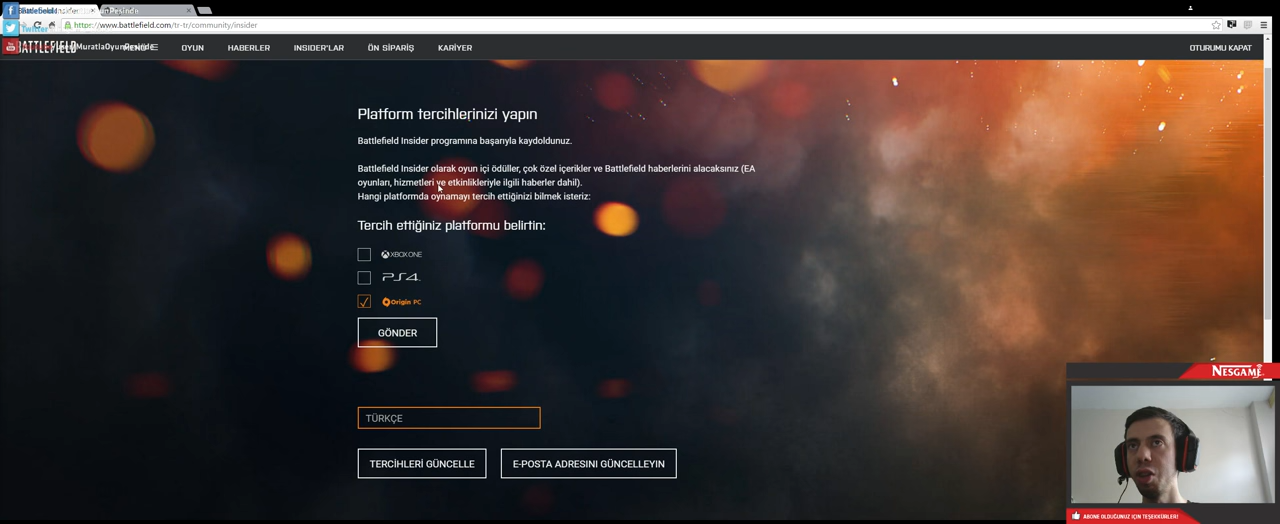 https://www.battlefield.com/tr-tr/community/insider
Twitter
BATTLEFIELD
OYUN
HABERLER
INSIDER'LAR
ÖN SİPARİŞ
KARİYER
OTURUMU KAPAT
Platform tercihlerinizi yapın
Battlefield Insider programına başarıyla kaydoldunuz.
Battlefield Insider olarak oyun içi ödüller, çok özel içerikler ve Battlefield haberlerini alacaksınız (EA
oyunları, hizmetleri ve etkinlikleriyle ilgili haberler dahil).
Hangi platformda oynamayı tercih ettiğinizi bilmek isteriz:
Tercih ettiğiniz platformu belirtin:
XBOX ONE
PS4
Origin PC
GÖNDER
TÜRKÇE
TERCİHLERİ GÜNCELLE
E-POSTA ADRESINI GÜNCELLEYIN
NESGAME
ABONE OLDUĞUNUZ İÇİN TEŞEKKÜRLER!